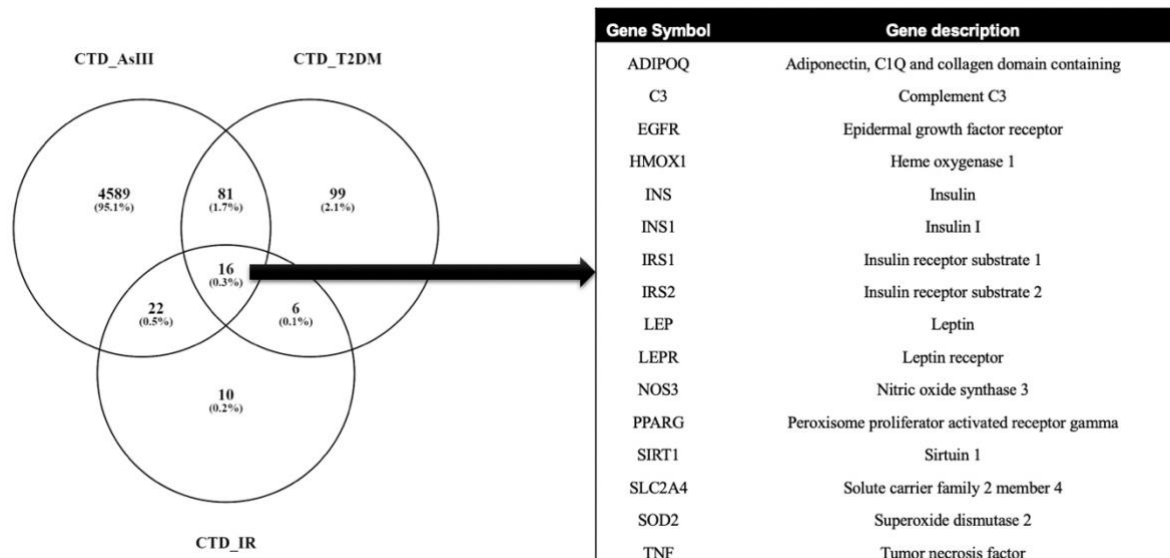 CTD_AsIII CTD_T2DM
4589 81 99
(95.1%) (1.7%) (2.1%)
16
(0.3%)
22 6
(0.5%) (0.1%)
10
(0.2%)
CTD_IR
Gene Symbol Gene description
ADIPOQ Adiponectin, C1Q and collagen domain containing
C3 Complement C3
EGFR Epidermal growth factor receptor
HMOX1 Heme oxygenase 1
INS Insulin
INS1 Insulin I
IRS1 Insulin receptor substrate 1
IRS2 Insulin receptor substrate 2
LEP Leptin
LEPR Leptin receptor
NOS3 Nitric oxide synthase 3
PPARG Peroxisome proliferator activated receptor gamma
SIRT1 Sirtuin 1
SLC2A4 Solute carrier family 2 member 4
SOD2 Superoxide dismutase 2
TNF Tumor necrosis factor